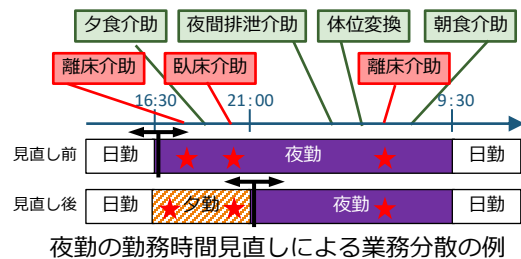 夕食介助 夜間排泄介助 体位変換 朝食介助
離床介助 臥床介助 離床介助
16:30 21:00 9:30
見直し前 日勤 夜勤 日勤
見直し後 日勤 夕勤 夜勤 日勤
夜勤の勤務時間見直しによる業務分散の例